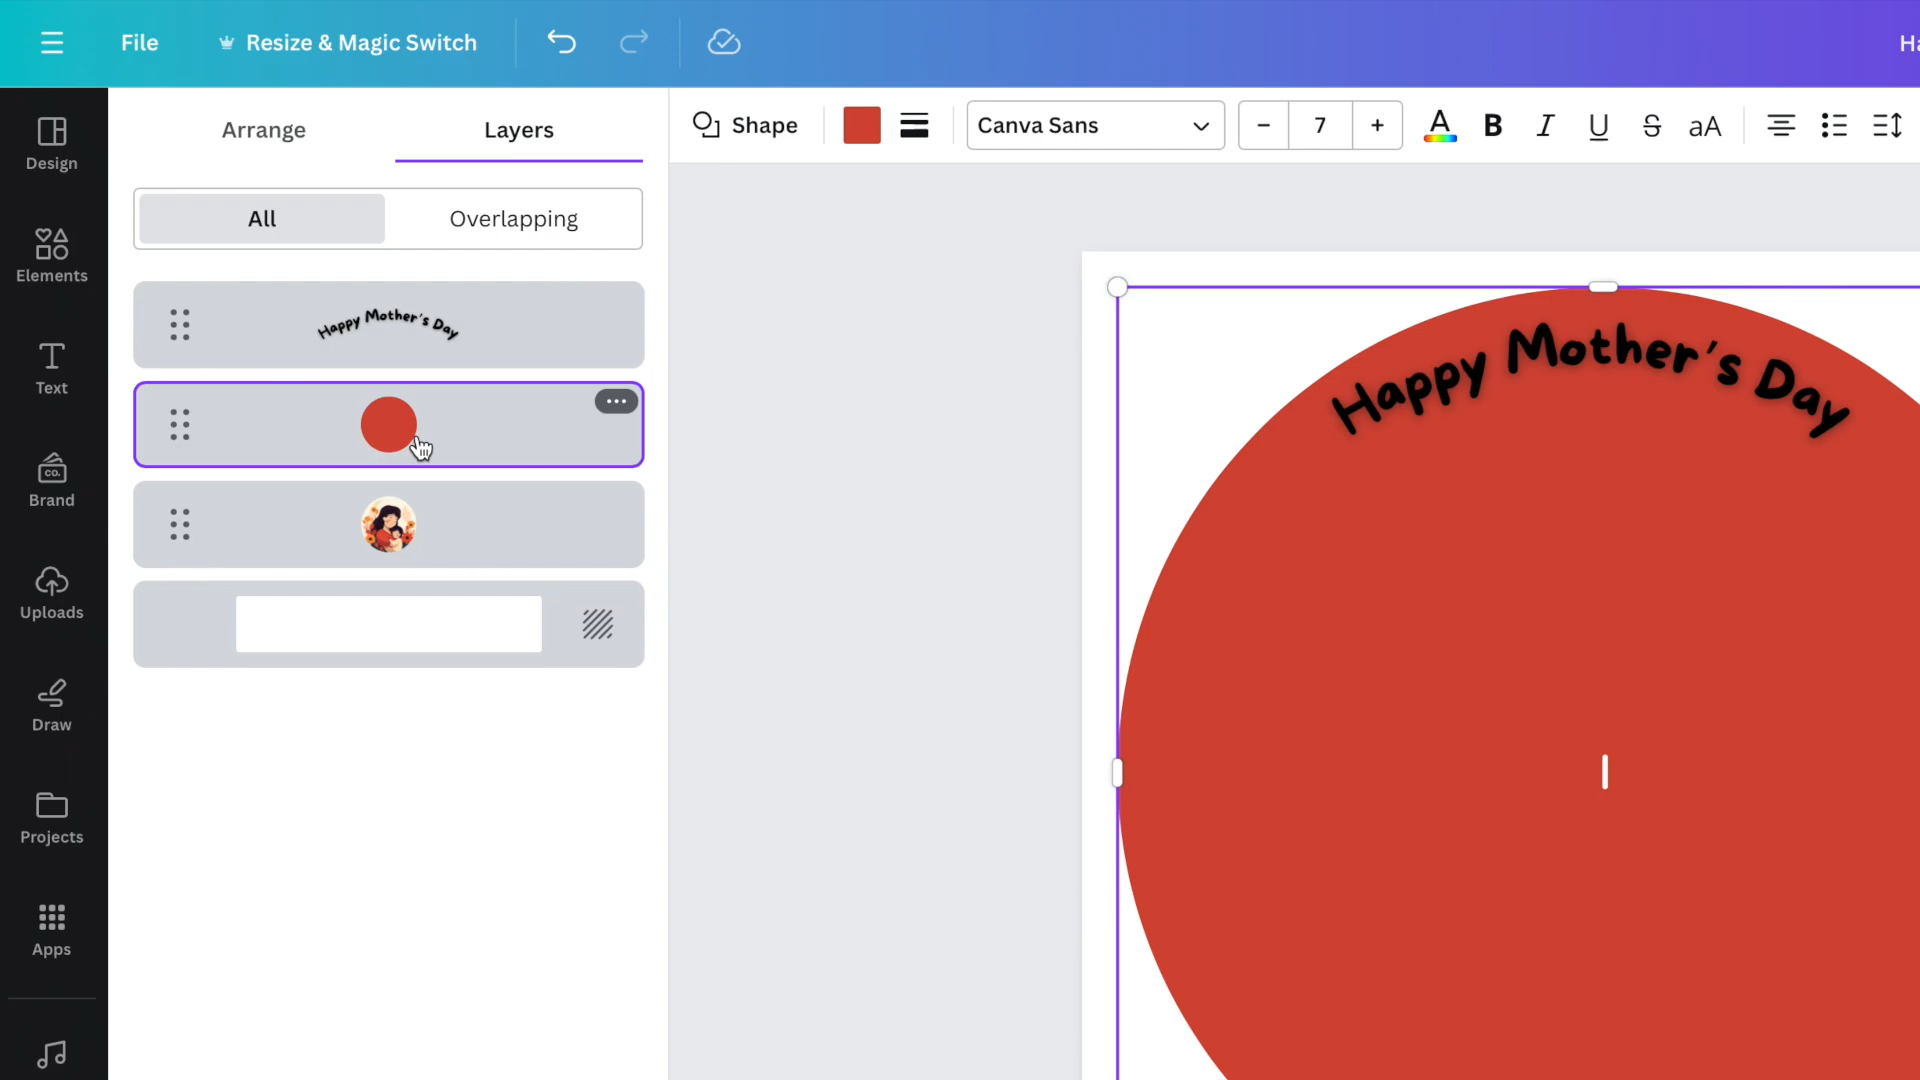 File
Resize & Magic Switch
Ha
Design
Elements
Text
CO.
Brand
Uploads
Draw
Projects
Apps
Arrange
Layers
All
Overlapping
Happy Mother's Day
Shape
Canva Sans
− 7 +
A
B
I
U
S
aA
Happy Mother's Day